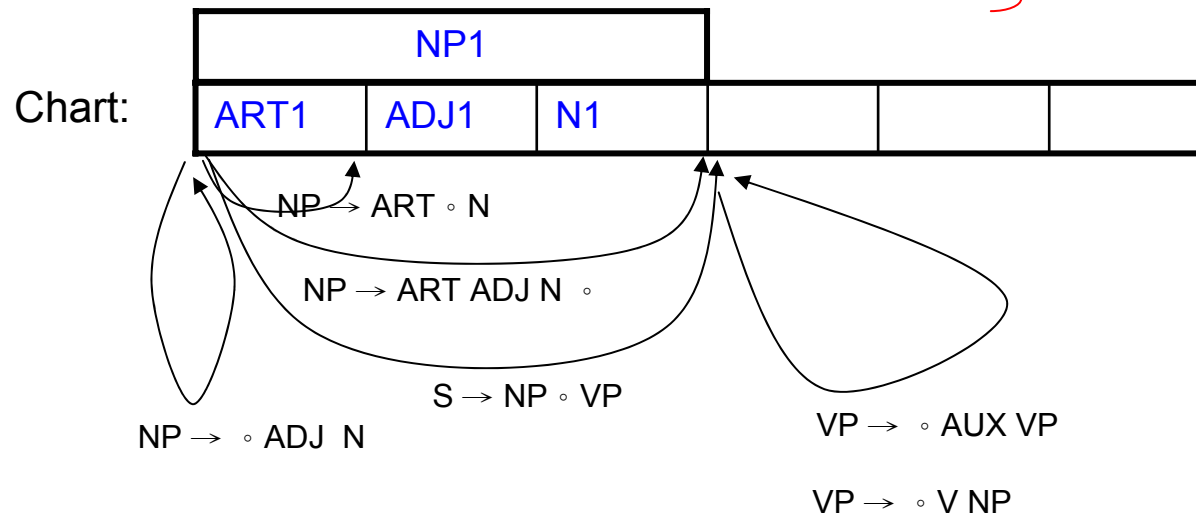 NP1
Chart: ART1 ADJ1 N1
NP → ART ◦ N
NP → ART ADJ N ◦
S → NP ◦ VP
NP → ◦ ADJ N
VP → ◦ AUX VP
VP → ◦ V NP